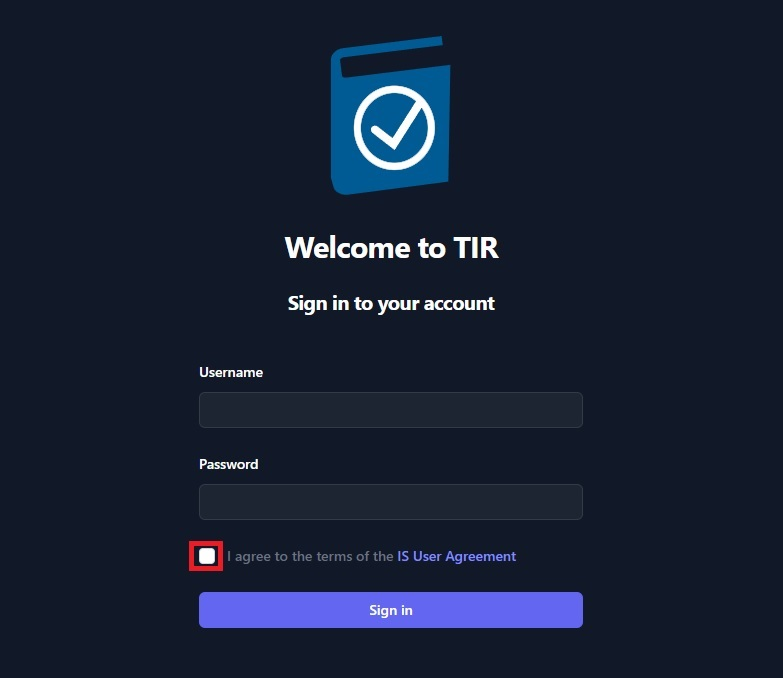 Welcome to TIR
Sign in to your account
Username
Password
I agree to the terms of the IS User Agreement
Sign in